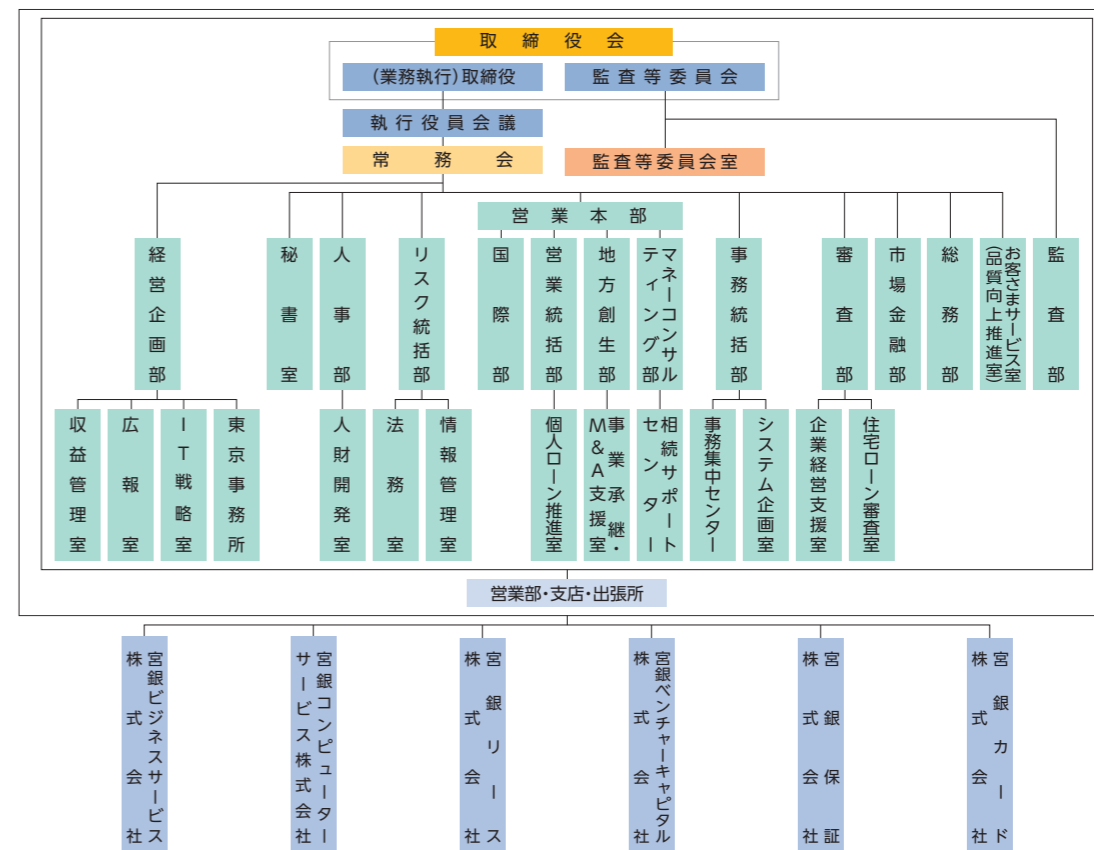 取締役会
(業務執行)取締役
監査等委員会
執行役員会議
常務会
監査等委員会室
営業本部
経営企画部
秘書室
人事部
リスク統括部
国際部
営業統括部
地方創生部
マネーコンサル
ティング部
事務統括部
審査部
市場金融部
総務部
お客さまサービス室
(品質向上推進室)
監査部
収益管理室
広報室
IT戦略室
東京事務所
人財開発室
法務室
情報管理室
個人ローン推進室
事業承継・
M&A支援室
相続サポート
センター
事務集中センター
システム企画室
企業経営支援室
住宅ローン審査室
営業部・支店・出張所
宮銀ビジネスサービス
株式会社
宮銀コンピューター
サービス株式会社
宮銀リース
株式会社
宮銀ベンチャーキャピタル
株式会社
宮銀保証
株式会社
宮銀カード
株式会社